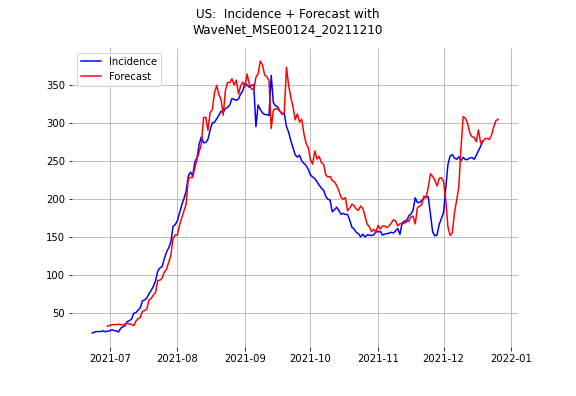 US:  Incidence + Forecast with
WaveNet_MSE00124_20211210
Incidence
Forecast
350
300
250
200
150
100
50
2021-07 2021-08 2021-09 2021-10 2021-11 2021-12 2022-01